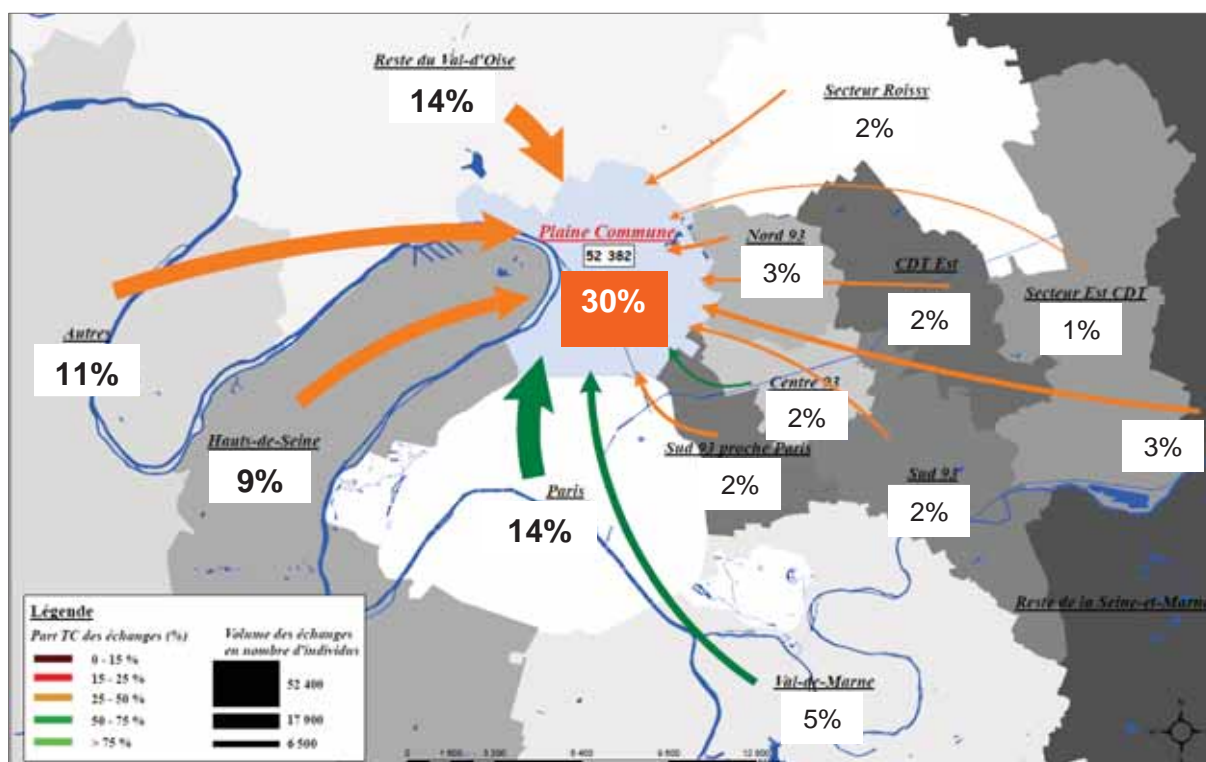 Reste du Val-d'Oise
14%
Secteur Roissy
2%
Plaine Commune
52 382
30%
Nord 93
3%
CDT Est
2%
Secteur Est CDT
1%
Autres
11%
Centre 93
2%
3%
Hauts-de-Seine
9%
Sud 93 proche Paris
2%
Sud 93
2%
Paris
14%
Reste de la Seine-et-Marne
Val-de-Marne
5%
Légende
Part TC des échanges (%)
0 - 15 %
15 - 25 %
25 - 50 %
50 - 75 %
> 75 %
Volume des échanges
en nombre d'individus
52 400
17 900
6 500